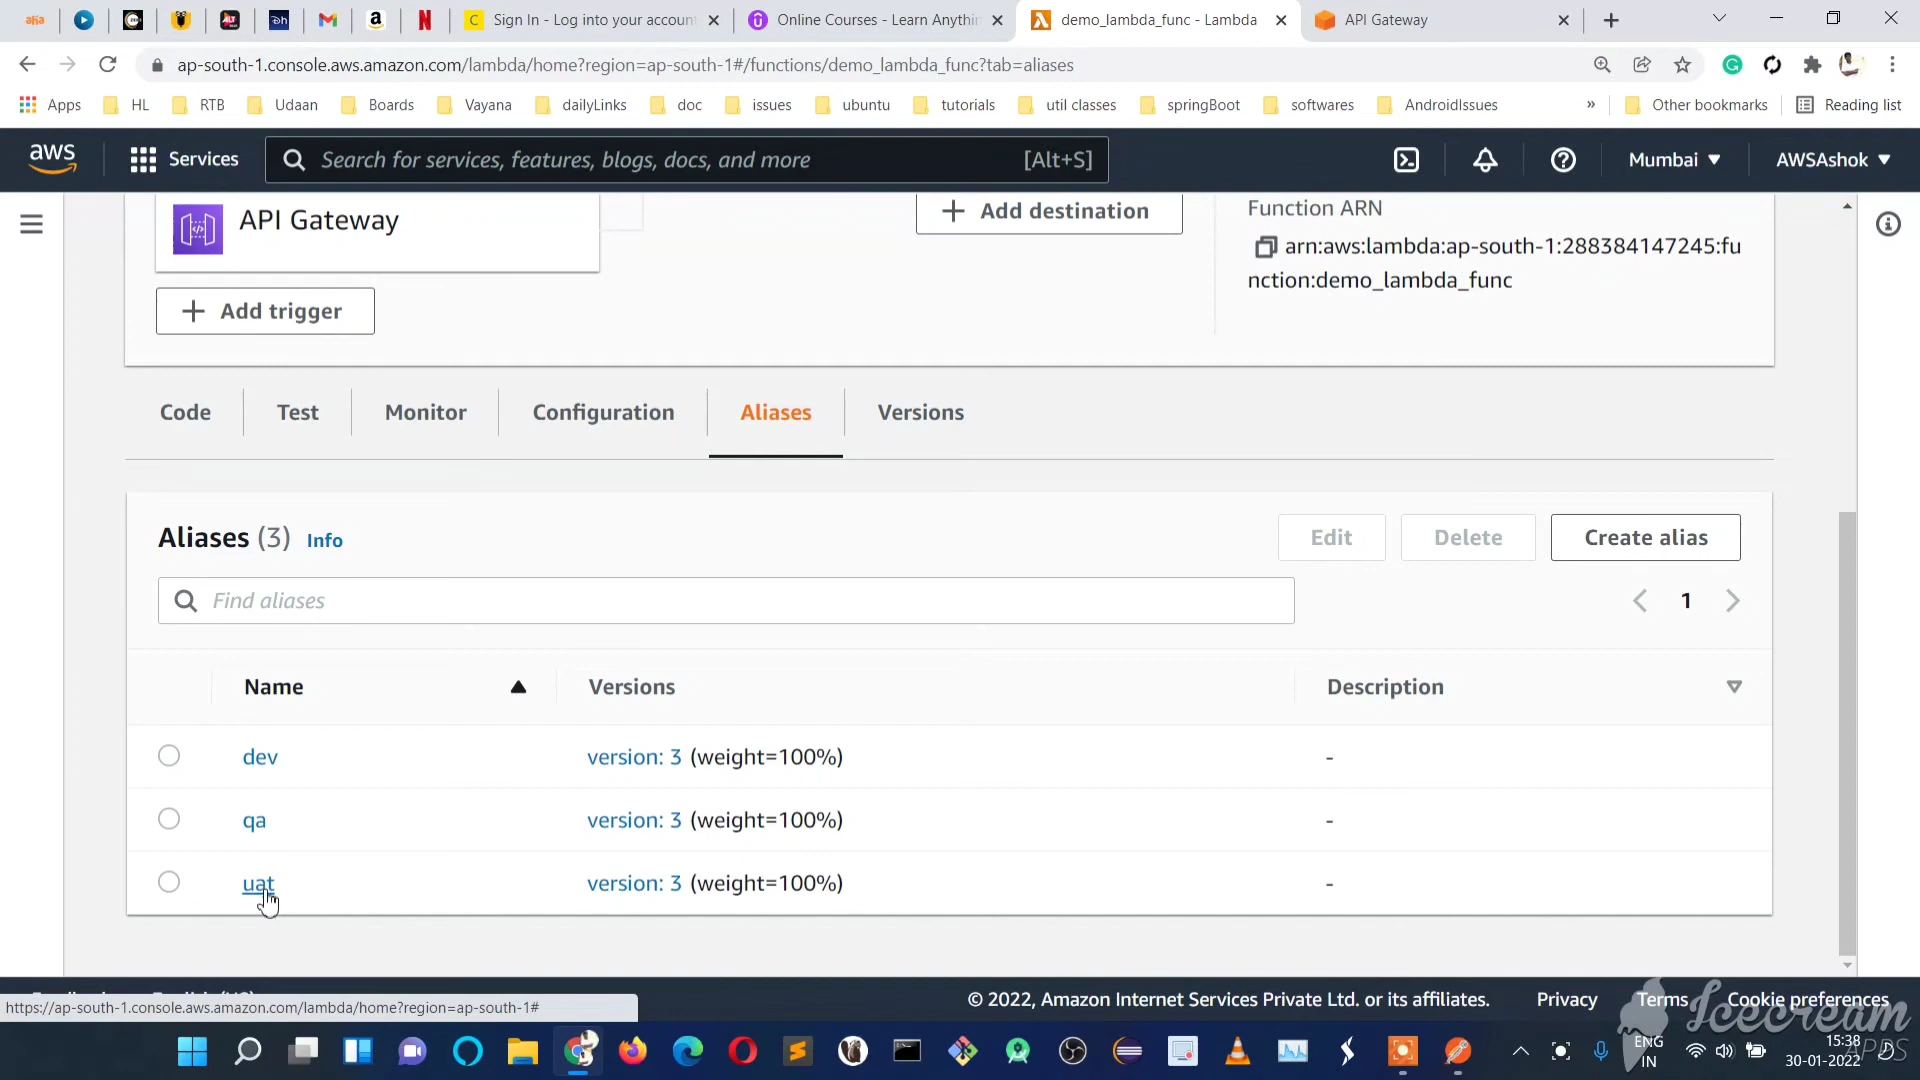 Sign In - Log into your account
Online Courses - Learn Anythin
demo_lambda_func - Lambda
API Gateway
ap-south-1.console.aws.amazon.com/lambda/home?region=ap-south-1#/functions/demo_lambda_func?tab=aliases
Apps
HL
RTB
Udaan
Boards
Vayana
dailyLinks
doc
issues
ubuntu
tutorials
util classes
springBoot
softwares
AndroidIssues
»
Other bookmarks
Reading list
aws
Services
Search for services, features, blogs, docs, and more
[Alt+S]
Mumbai
AWSAshok
API Gateway
Add destination
Function ARN
arn:aws:lambda:ap-south-1:288384147245:fu
nction:demo_lambda_func
Add trigger
Code
Test
Monitor
Configuration
Aliases
Versions
Aliases (3) Info
Edit
Delete
Create alias
Find aliases
1
Name
Versions
Description
dev
version: 3 (weight=100%)
-
qa
version: 3 (weight=100%)
-
uat
version: 3 (weight=100%)
-
https://ap-south-1.console.aws.amazon.com/lambda/home?region=ap-south-1#
© 2022, Amazon Internet Services Private Ltd. or its affiliates.
Privacy
Terms
Cookie preferences
Icecream
APPS
ENG
IN
15:38
30-01-2022